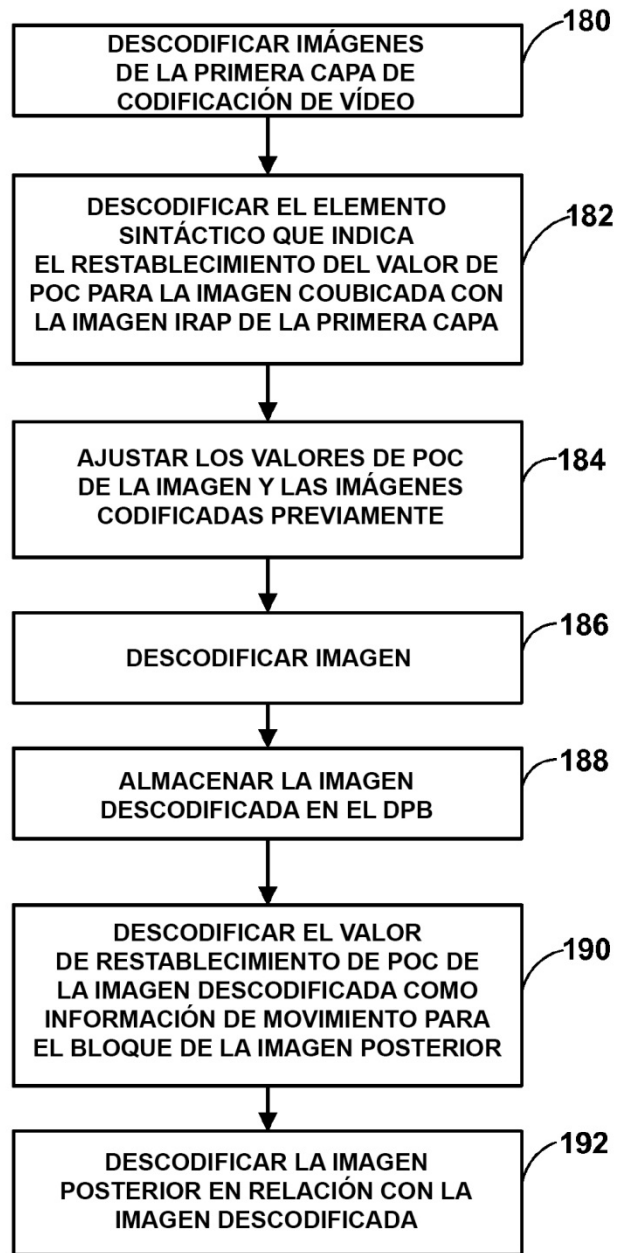 DESCODIFICAR IMÁGENES
DE LA PRIMERA CAPA DE
CODIFICACIÓN DE VÍDEO
180
DESCODIFICAR EL ELEMENTO
SINTÁCTICO QUE INDICA
EL RESTABLECIMIENTO DEL VALOR DE
POC PARA LA IMAGEN COUBICADA CON
LA IMAGEN IRAP DE LA PRIMERA CAPA
182
AJUSTAR LOS VALORES DE POC
DE LA IMAGEN Y LAS IMÁGENES
CODIFICADAS PREVIAMENTE
184
DESCODIFICAR IMAGEN
186
ALMACENAR LA IMAGEN
DESCODIFICADA EN EL DPB
188
DESCODIFICAR EL VALOR
DE RESTABLECIMIENTO DE POC DE
LA IMAGEN DESCODIFICADA COMO
INFORMACIÓN DE MOVIMIENTO PARA
EL BLOQUE DE LA IMAGEN POSTERIOR
190
DESCODIFICAR LA IMAGEN
POSTERIOR EN RELACIÓN CON LA
IMAGEN DESCODIFICADA
192